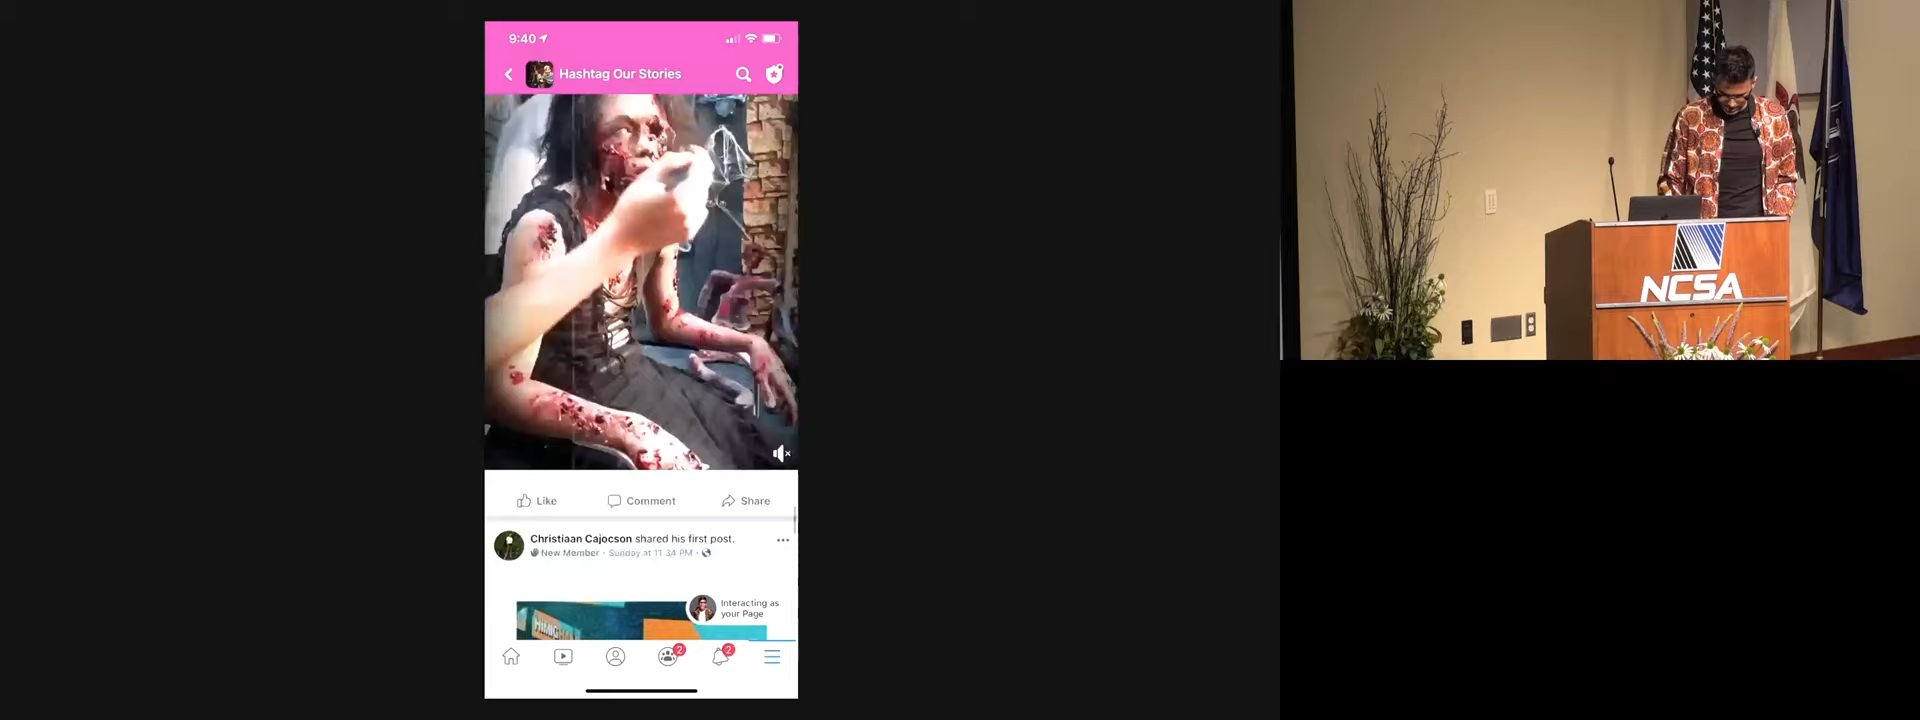 9:40
Hashtag Our Stories
Like Comment Share
Christiaan Cajocson shared his first post.
New Member · Sunday at 11:34 PM ·
Interacting as
your Page
HIMIG
2 2
NCSA